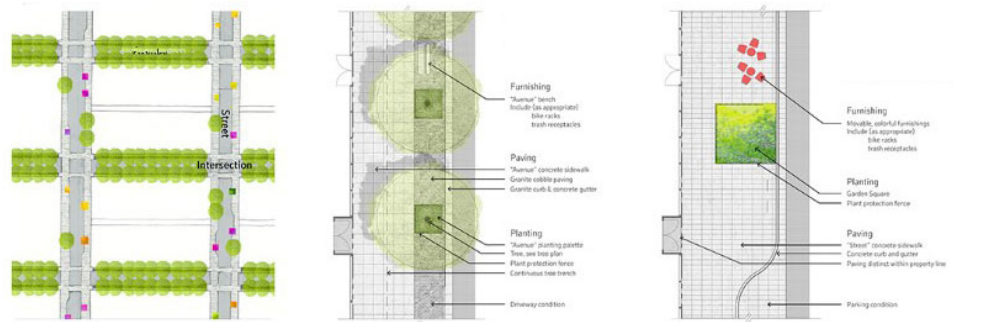 Street
Intersection
Furnishing
"Avenue" bench
Include (as appropriate)
bike racks
trash receptacles
Paving
"Avenue" concrete sidewalk
Granite cobble paving
Granite curb & concrete gutter
Planting
"Avenue" planting palette
Tree, see tree plan
Plant protection fence
Continuous tree trench
Driveway condition
Furnishing
Movable, colorful furnishings
Include (as appropriate)
bike racks
trash receptacles
Planting
Garden Square
Plant protection fence
Paving
"Street" concrete sidewalk
Concrete curb and gutter
Paving distinct within property line
Parking condition